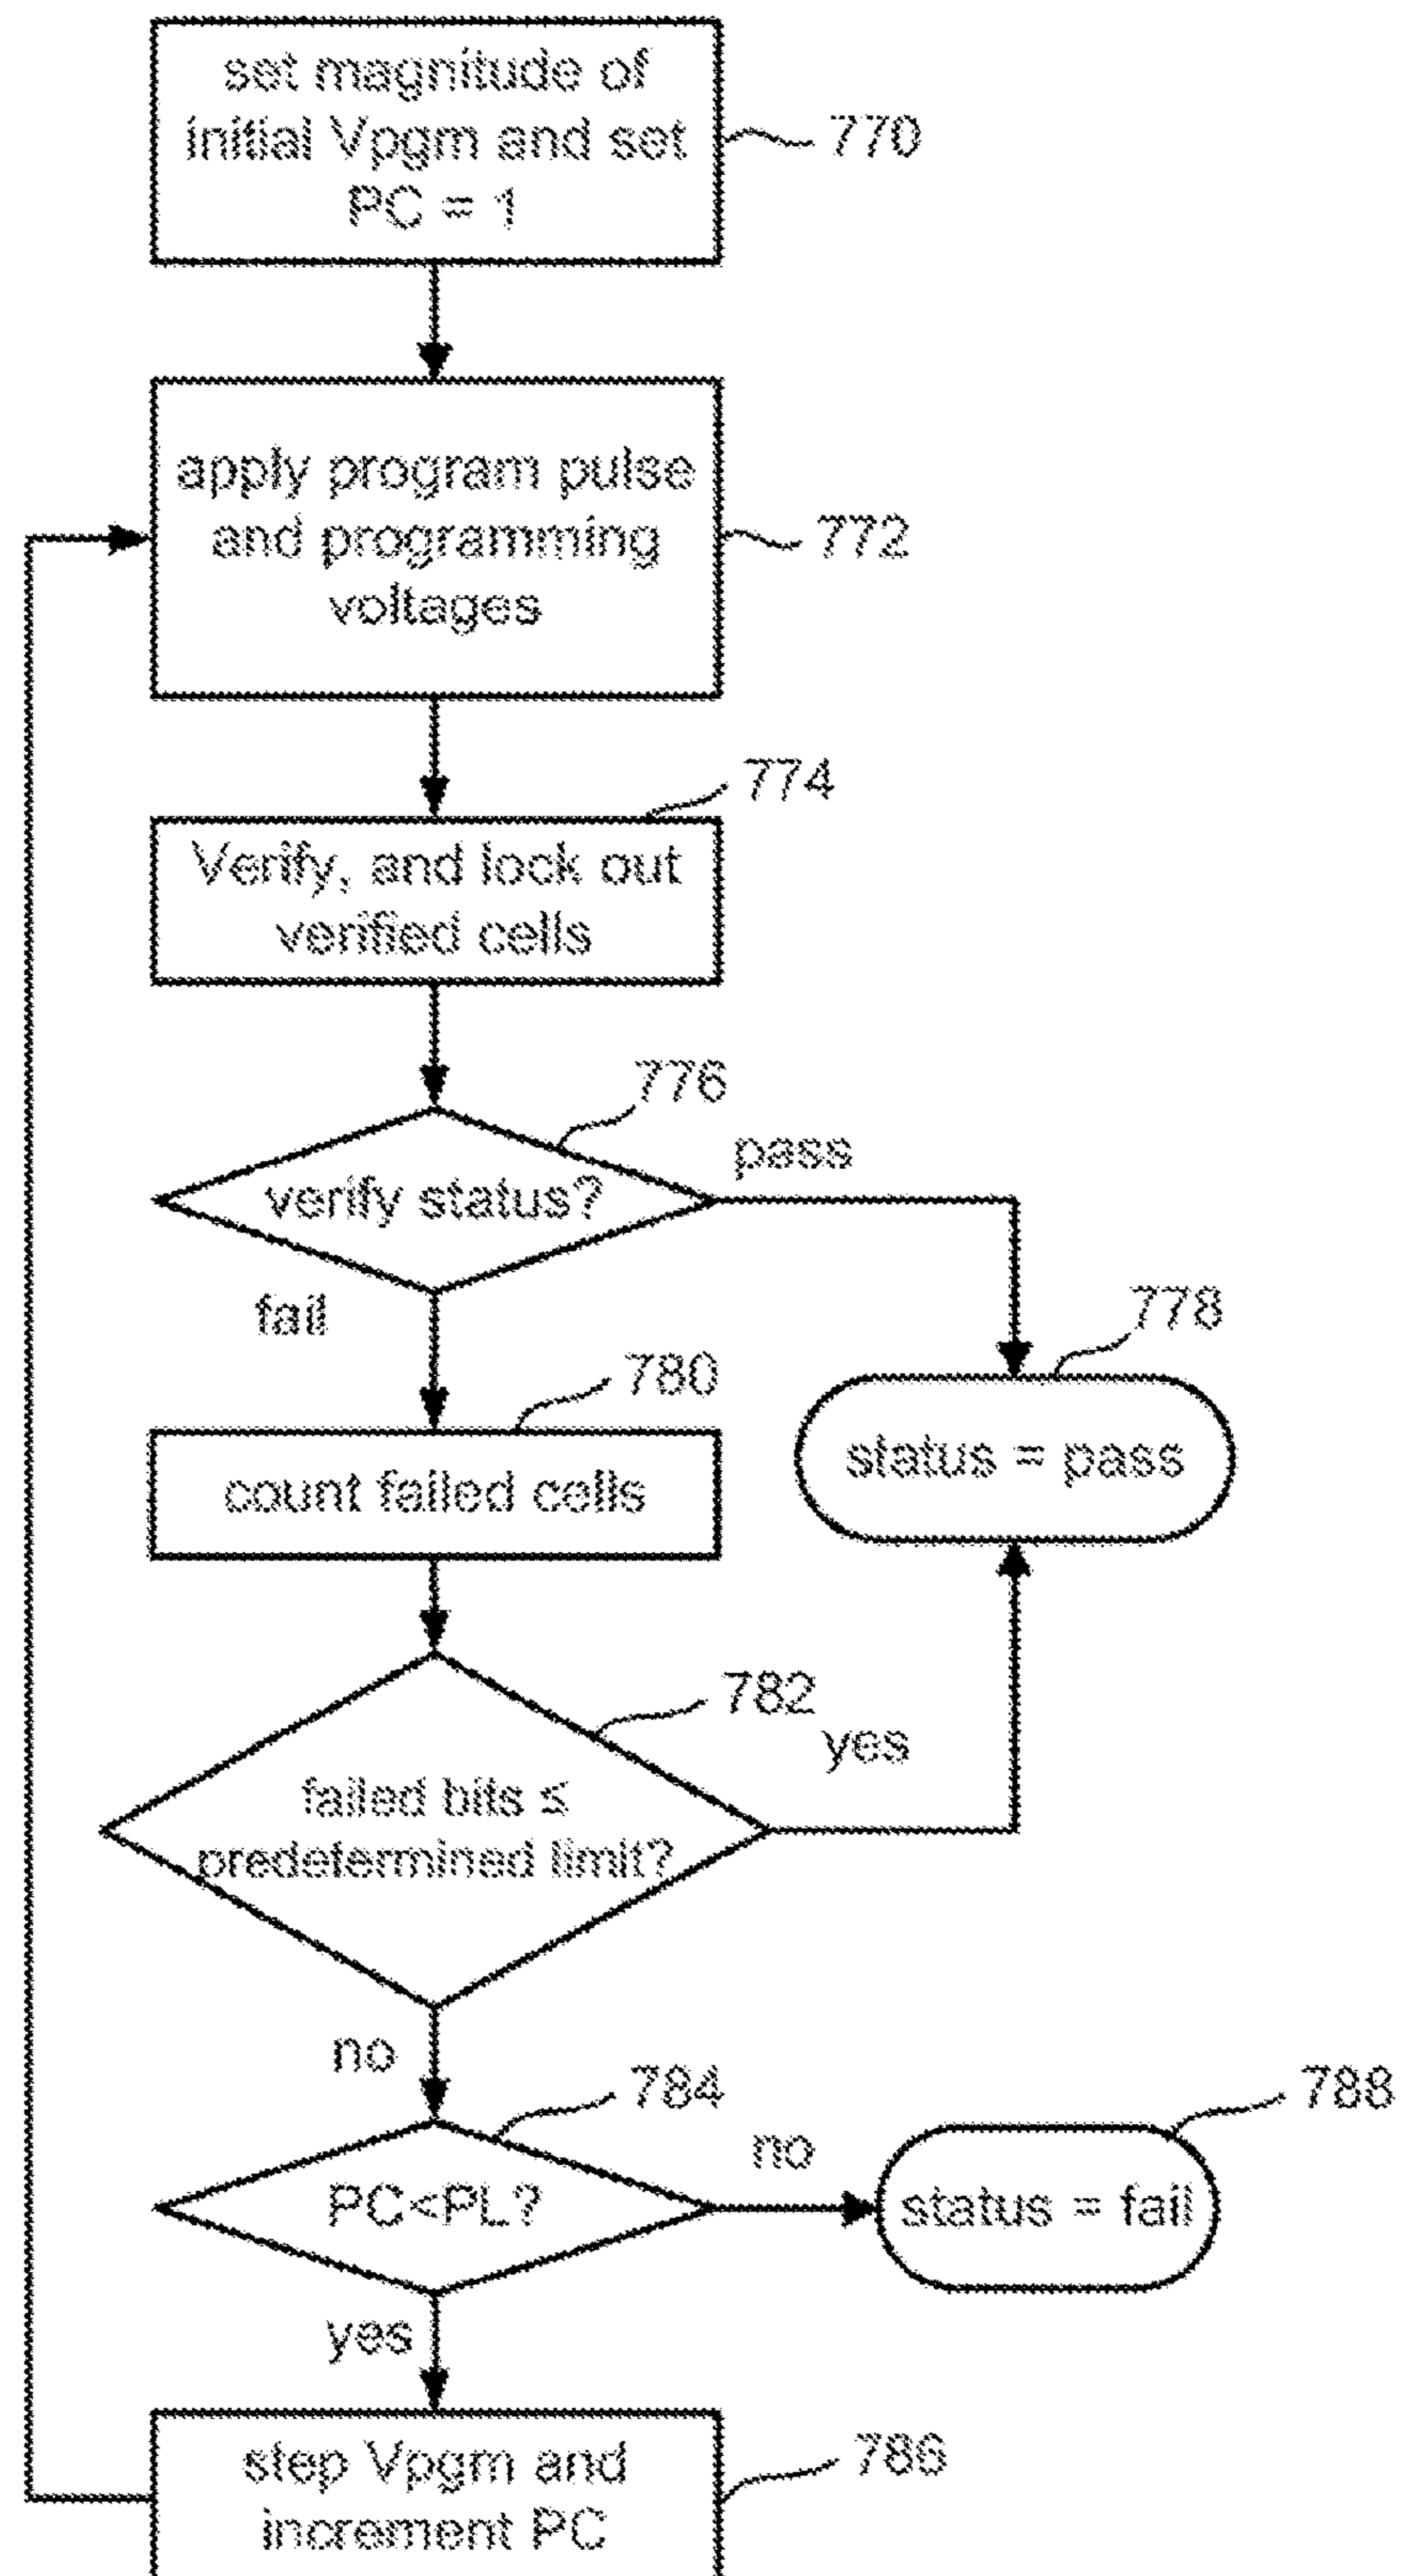 set magnitude of
initial Vpgm and set
PC = 1
770
apply program pulse
and programming
voltages
772
774
Verify, and lock out
verified cells
776
verify status?
pass
fail
778
status = pass
780
count failed cells
782
yes
failed bits ≤
predetermined limit?
no
784
788
no
PC<PL?
status = fail
yes
786
step Vpgm and
increment PC